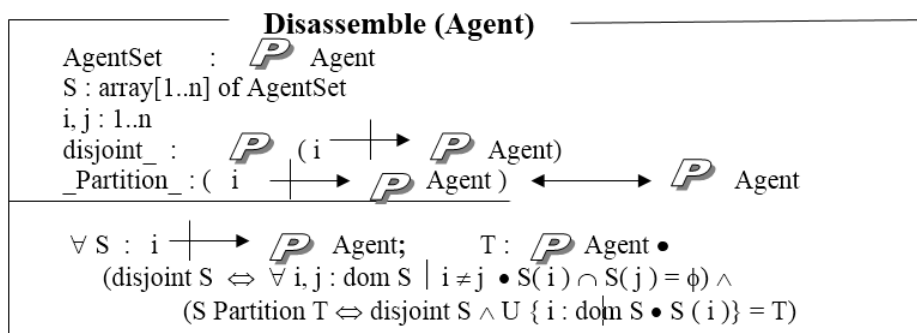 Disassemble (Agent)
AgentSet : P Agent
S : array[1..n] of AgentSet
i, j : 1..n
disjoint_ : P ( i ⇸ P Agent)
_Partition_ : ( i ⇸ P Agent ) ⟷ P Agent
∀ S : i ⇸ P Agent; T : P Agent •
(disjoint S ⇔ ∀ i, j : dom S | i ≠ j • S( i ) ∩ S( j ) = ϕ) ∧
(S Partition T ⇔ disjoint S ∧ U { i : dom S • S ( i )} = T)